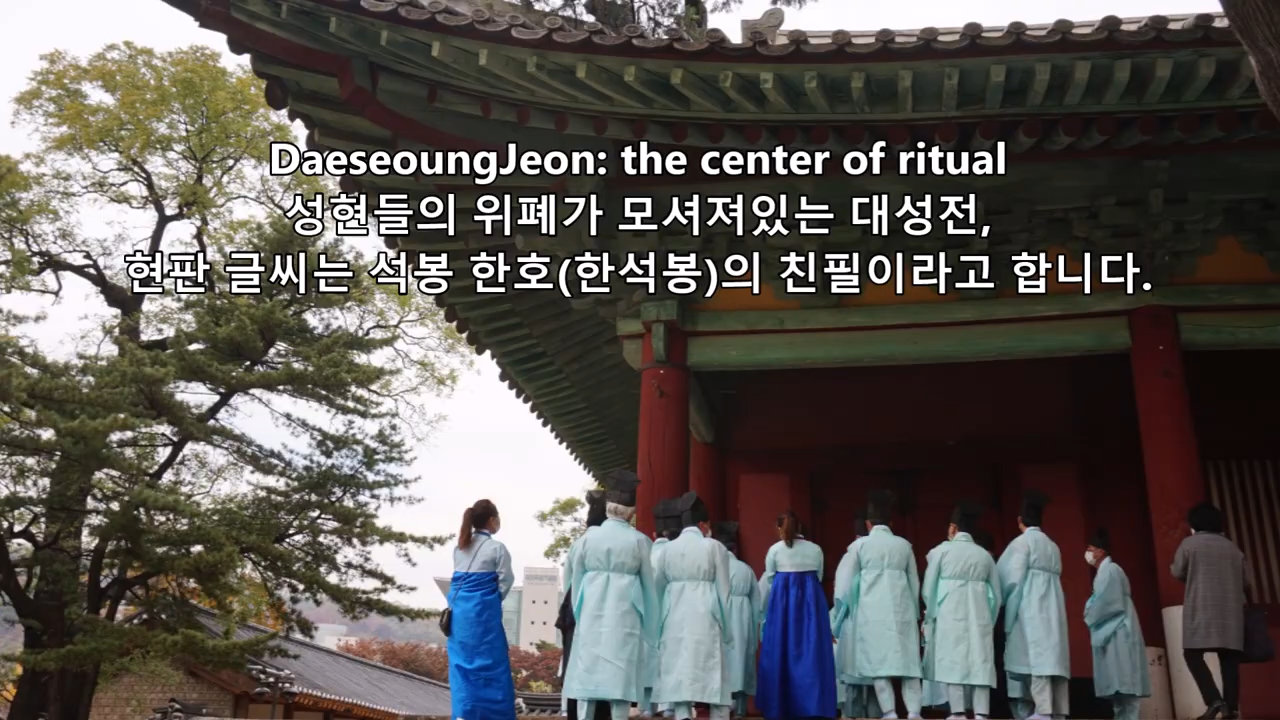 DaeseoungJeon: the center of ritual
성현들의 위폐가 모셔져있는 대성전,
현판 글씨는 석봉 한호(한석봉)의 친필이라고 합니다.